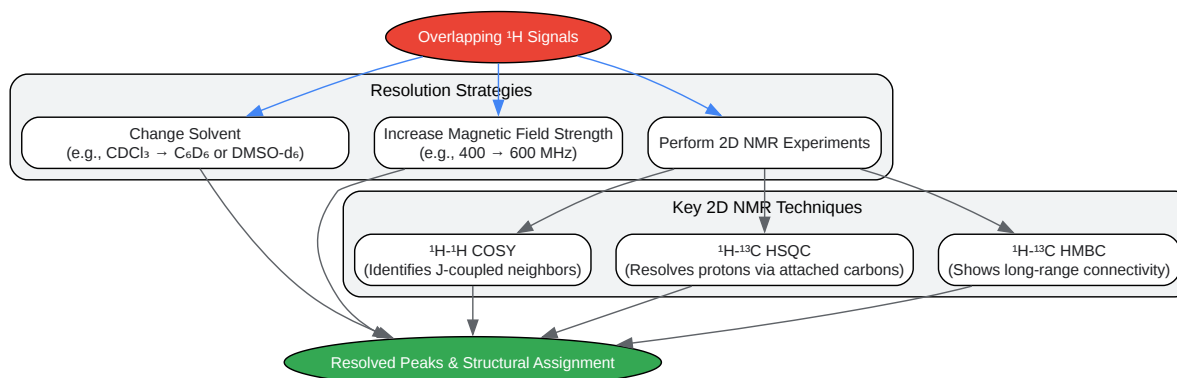 Overlapping ¹H Signals
Resolution Strategies
Change Solvent
(e.g., CDCl₃ → C₆D₆ or DMSO-d₆)
Increase Magnetic Field Strength
(e.g., 400 → 600 MHz)
Perform 2D NMR Experiments
Key 2D NMR Techniques
¹H-¹H COSY
(Identifies J-coupled neighbors)
¹H-¹³C HSQC
(Resolves protons via attached carbons)
¹H-¹³C HMBC
(Shows long-range connectivity)
Resolved Peaks & Structural Assignment